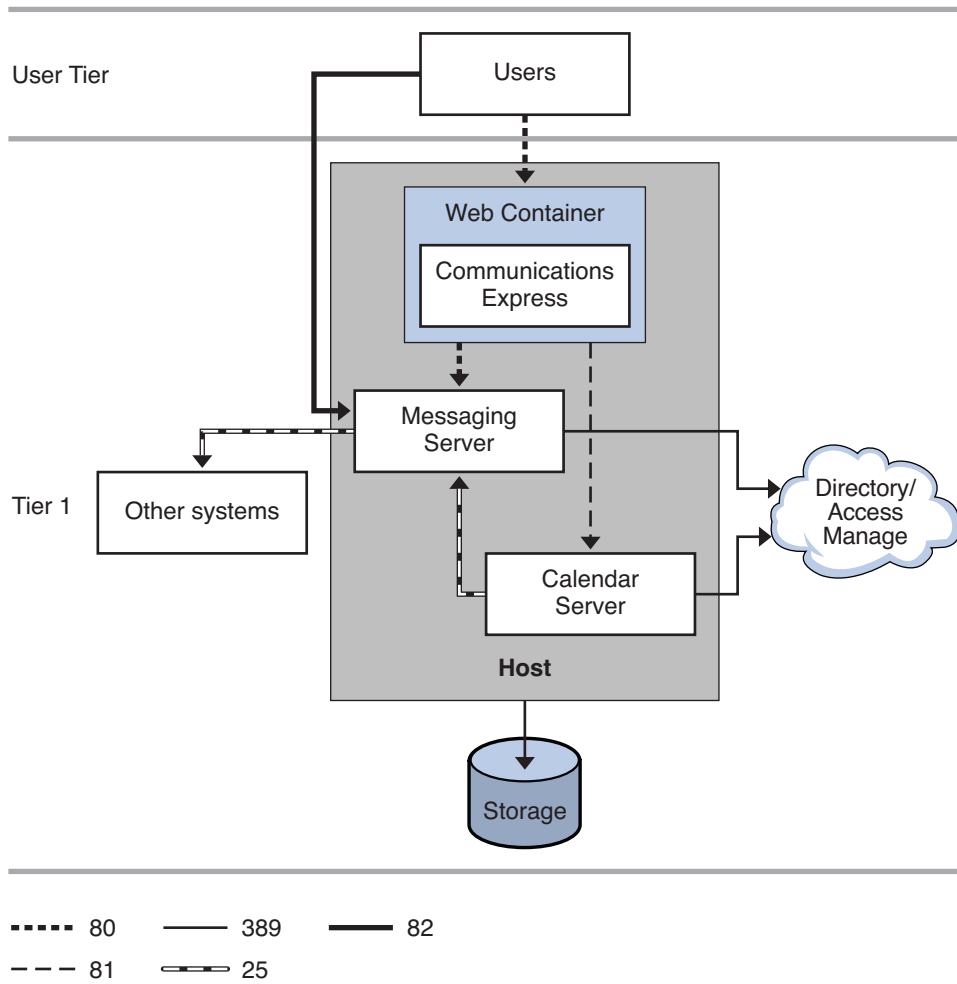 User Tier
Users
Web Container
Communications
Express
Messaging
Server
Tier 1
Other systems
Directory/
Access
Manage
Calendar
Server
Host
Storage
80
389
82
81
25